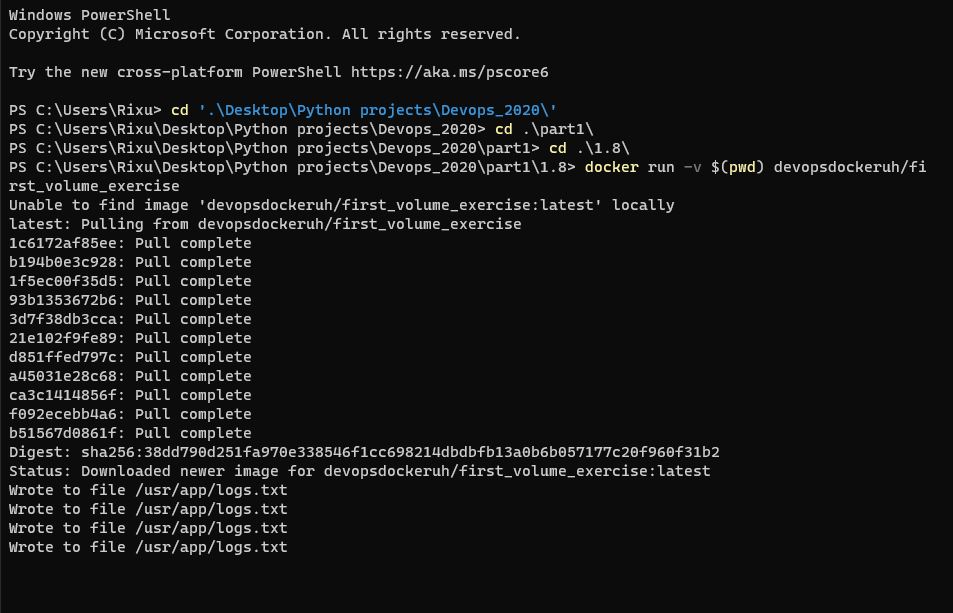 Windows PowerShell
Copyright (C) Microsoft Corporation. All rights reserved.
Try the new cross-platform PowerShell https://aka.ms/pscore6
PS C:\Users\Rixu> cd '.\Desktop\Python projects\Devops_2020\'
PS C:\Users\Rixu\Desktop\Python projects\Devops_2020> cd .\part1\
PS C:\Users\Rixu\Desktop\Python projects\Devops_2020\part1> cd .\1.8\
PS C:\Users\Rixu\Desktop\Python projects\Devops_2020\part1\1.8> docker run -v $(pwd) devopsdockeruh/fi
rst_volume_exercise
Unable to find image 'devopsdockeruh/first_volume_exercise:latest' locally
latest: Pulling from devopsdockeruh/first_volume_exercise
1c6172af85ee: Pull complete
b194b0e3c928: Pull complete
1f5ec00f35d5: Pull complete
93b1353672b6: Pull complete
3d7f38db3cca: Pull complete
21e102f9fe89: Pull complete
d851ffed797c: Pull complete
a45031e28c68: Pull complete
ca3c1414856f: Pull complete
f092ecebb4a6: Pull complete
b51567d0861f: Pull complete
Digest: sha256:38dd790d251fa970e338546f1cc698214dbdbfb13a0b6b057177c20f960f31b2
Status: Downloaded newer image for devopsdockeruh/first_volume_exercise:latest
Wrote to file /usr/app/logs.txt
Wrote to file /usr/app/logs.txt
Wrote to file /usr/app/logs.txt
Wrote to file /usr/app/logs.txt